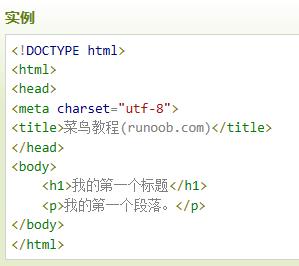 实例
<!DOCTYPE html>
<html>
<head>
<meta charset="utf-8">
<title>菜鸟教程(runoob.com)</title>
</head>
<body>
    <h1>我的第一个标题</h1>
    <p>我的第一个段落。</p>
</body>
</html>